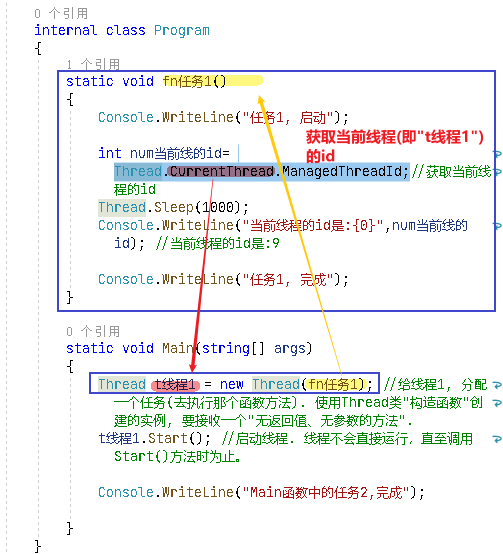 0 个引用
internal class Program
{
1 个引用
static void fn任务1()
{
Console.WriteLine("任务1, 启动");
获取当前线程(即"t线程1")
的id
int num当前线的id=
Thread.CurrentThread.ManagedThreadId;//获取当前线
程的id
Thread.Sleep(1000);
Console.WriteLine("当前线程的id是:{0}",num当前线的
id); //当前线程的id是:9
Console.WriteLine("任务1, 完成");
}
0 个引用
static void Main(string[] args)
{
Thread t线程1 = new Thread(fn任务1); //给线程1, 分配
一个任务(去执行那个函数方法). 使用Thread类"构造函数"创
建的实例, 要接收一个"无返回值、无参数的方法".
t线程1.Start(); //启动线程. 线程不会直接运行，直至调用
Start()方法时为止。
Console.WriteLine("Main函数中的任务2,完成");
}
}